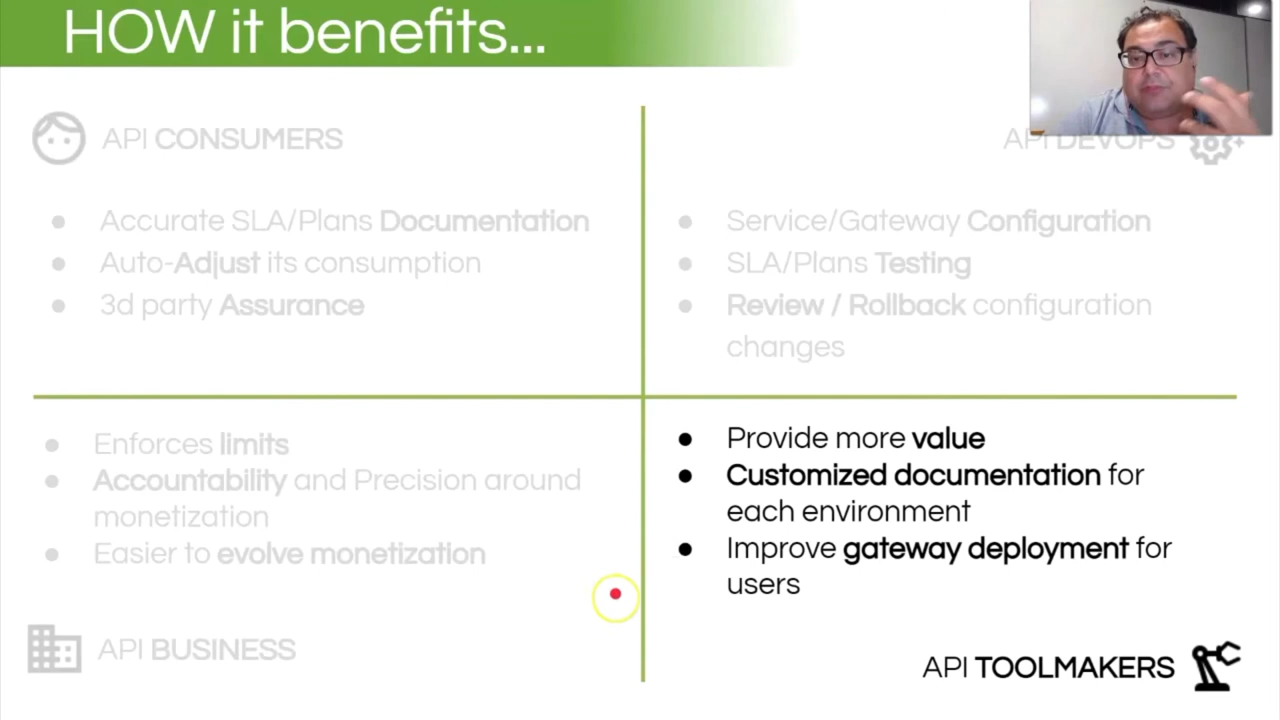 HOW it benefits...
API CONSUMERS
Accurate SLA/Plans Documentation
Auto-Adjust its consumption
3d party Assurance
API DEVOPS
Service/Gateway Configuration
SLA/Plans Testing
Review / Rollback configuration
changes
Enforces limits
Accountability and Precision around
monetization
Easier to evolve monetization
API BUSINESS
Provide more value
Customized documentation for
each environment
Improve gateway deployment for
users
API TOOLMAKERS